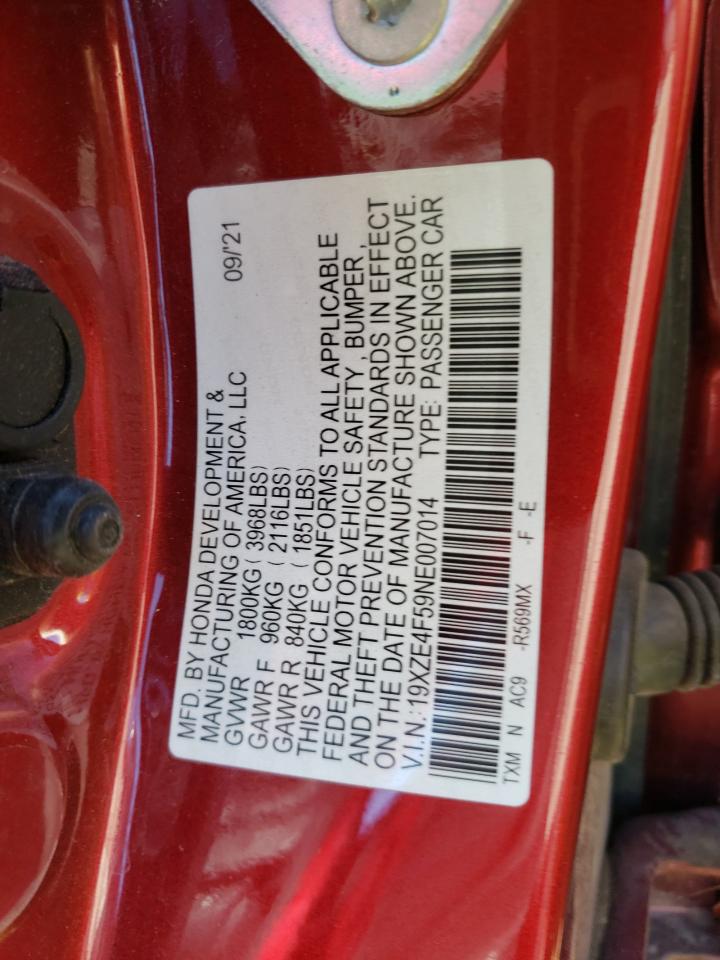 MFD. BY HONDA DEVELOPMENT &
MANUFACTURING OF AMERICA, LLC 09/'21
GVWR 1800KG ( 3968LBS)
GAWR F 960KG ( 2116LBS)
GAWR R 840KG ( 1851LBS)
THIS VEHICLE CONFORMS TO ALL APPLICABLE
FEDERAL MOTOR VEHICLE SAFETY, BUMPER ,
AND THEFT PREVENTION STANDARDS IN EFFECT
ON THE DATE OF MANUFACTURE SHOWN ABOVE.
V.I.N.:19XZE4F59NE007014 TYPE: PASSENGER CAR
TXM N AC9 -R569MX -F -E